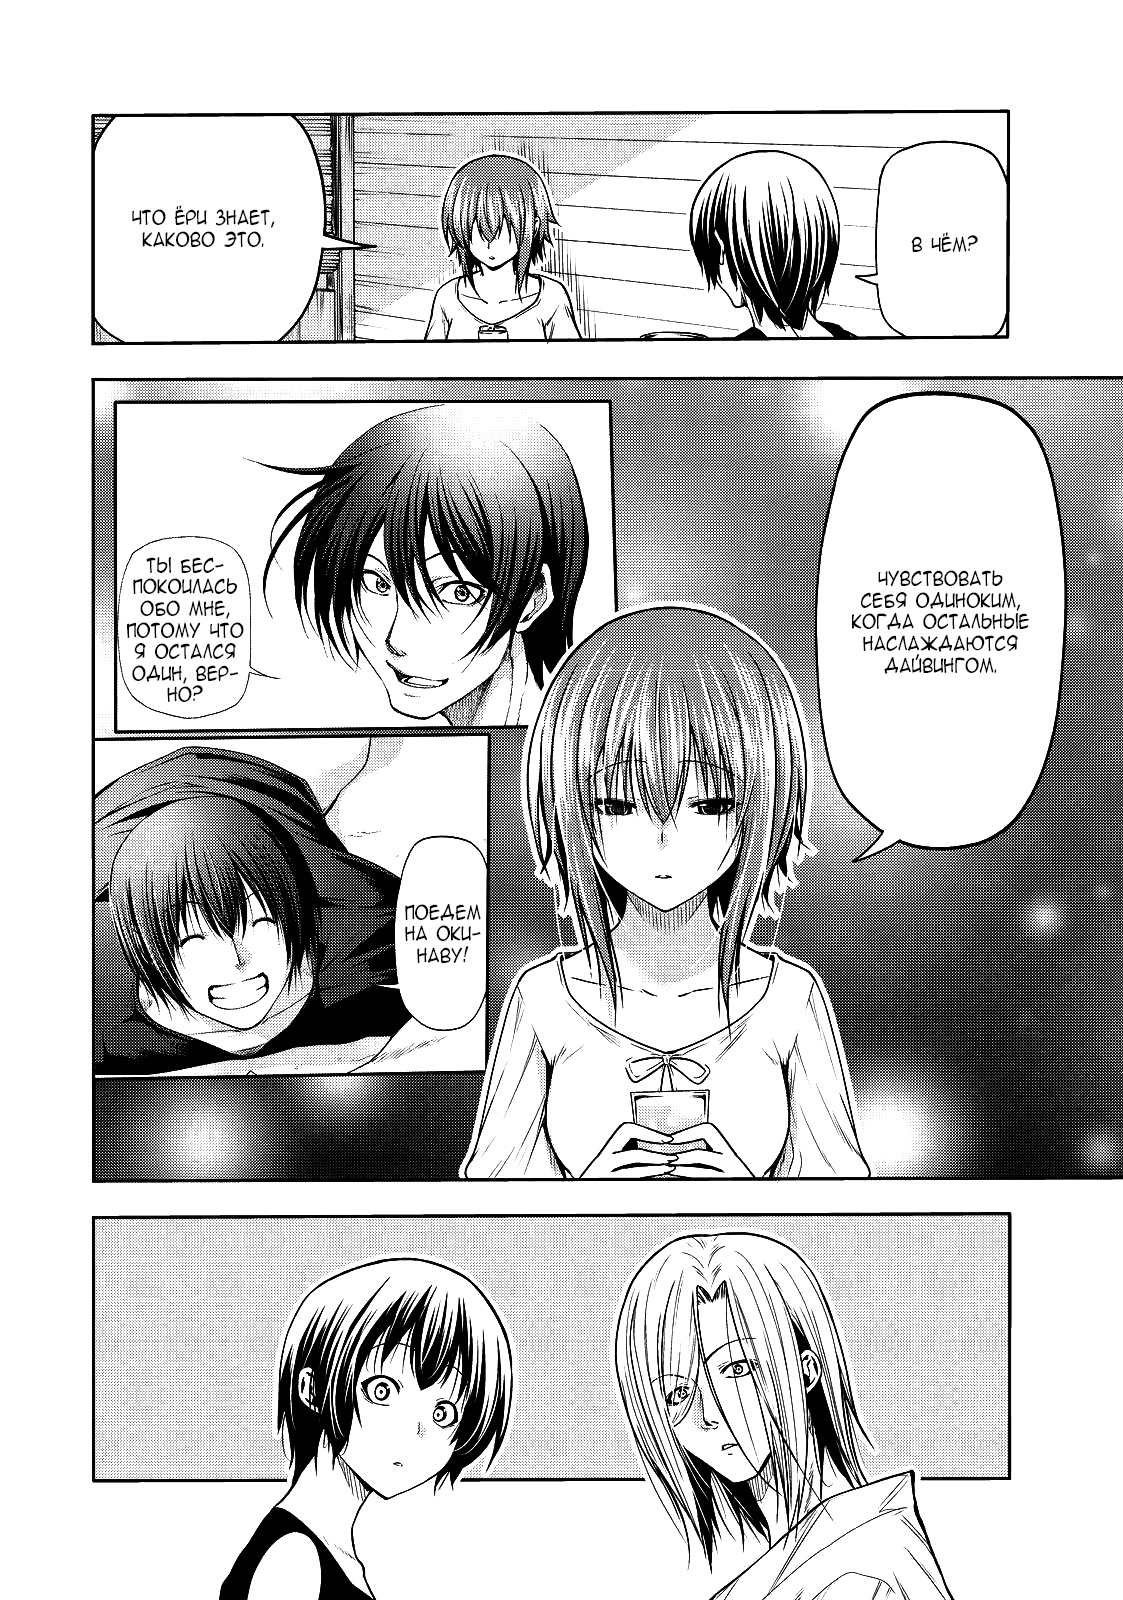 В ЧЁМ?
ЧТО ЁРИ ЗНАЕТ,
КАКОВО ЭТО.
ЧУВСТВОВАТЬ
СЕБЯ ОДИНОКИМ,
КОГДА ОСТАЛЬНЫЕ
НАСЛАЖДАЮТСЯ
ДАЙВИНГОМ.
ТЫ БЕС-
ПОКОИЛАСЬ
ОБО МНЕ,
ПОТОМУ ЧТО
Я ОСТАЛСЯ
ОДИН, ВЕР-
НО?
ПОЕДЕМ
НА ОКИ-
НАВУ!